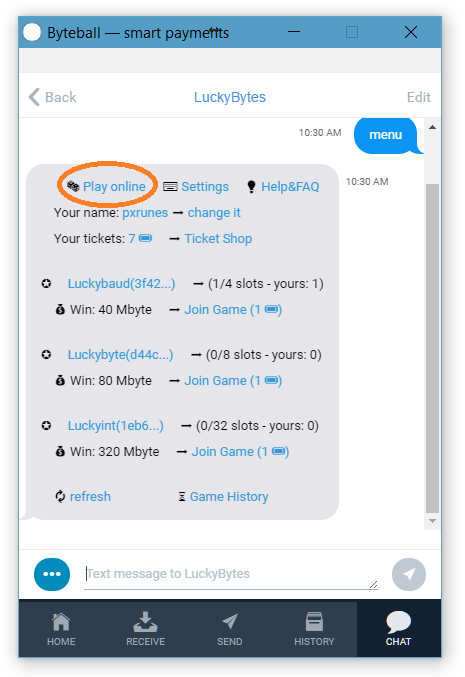 Byteball — smart payments
Back LuckyBytes Edit
10:30 AM menu
Play online Settings Help&FAQ 10:30 AM
Your name: pxrunes → change it
Your tickets: 7 → Ticket Shop
Luckybaud(3f42...) → (1/4 slots - yours: 1)
Win: 40 Mbyte → Join Game (1 )
Luckybyte(d44c...) → (0/8 slots - yours: 0)
Win: 80 Mbyte → Join Game (1 )
Luckyint(1eb6...) → (0/32 slots - yours: 0)
Win: 320 Mbyte → Join Game (1 )
refresh Game History
Text message to LuckyBytes
HOME RECEIVE SEND HISTORY CHAT